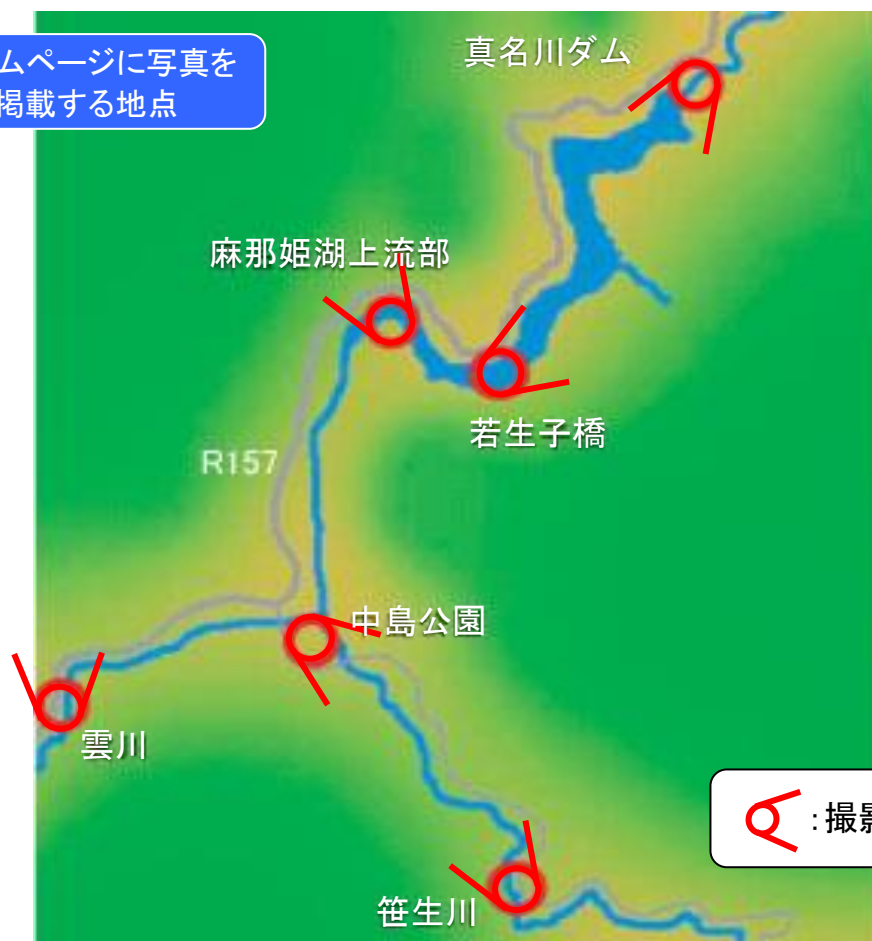 ムページに写真を
掲載する地点
真名川ダム
麻那姫湖上流部
若生子橋
R157
中島公園
雲川
:撮影
笹生川